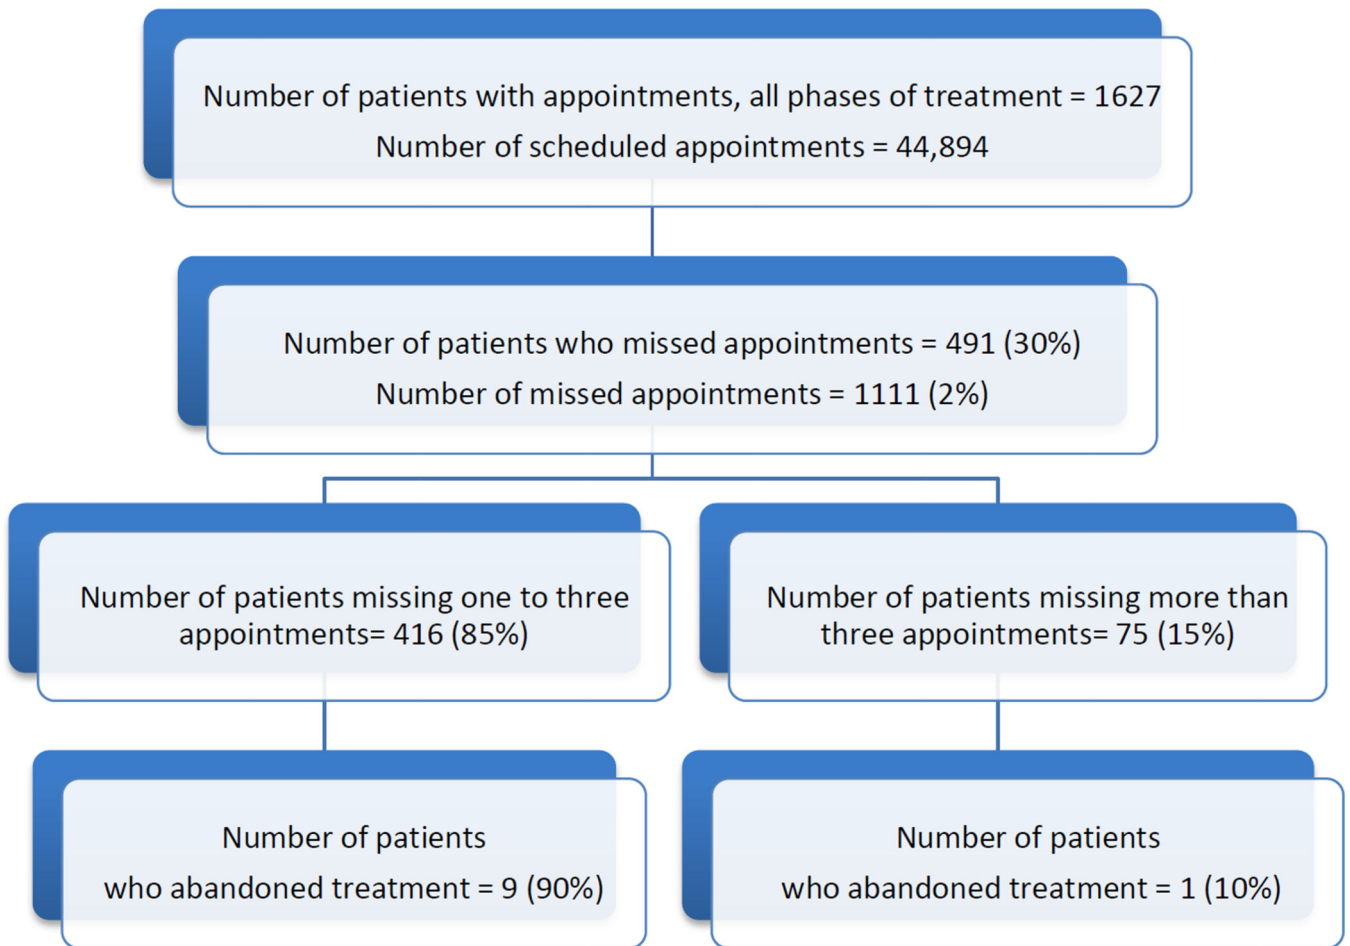 Number of patients with appointments, all phases of treatment = 1627
Number of scheduled appointments = 44,894
Number of patients who missed appointments = 491 (30%)
Number of missed appointments = 1111 (2%)
Number of patients missing one to three
appointments= 416 (85%)
Number of patients missing more than
three appointments= 75 (15%)
Number of patients
who abandoned treatment = 9 (90%)
Number of patients
who abandoned treatment = 1 (10%)